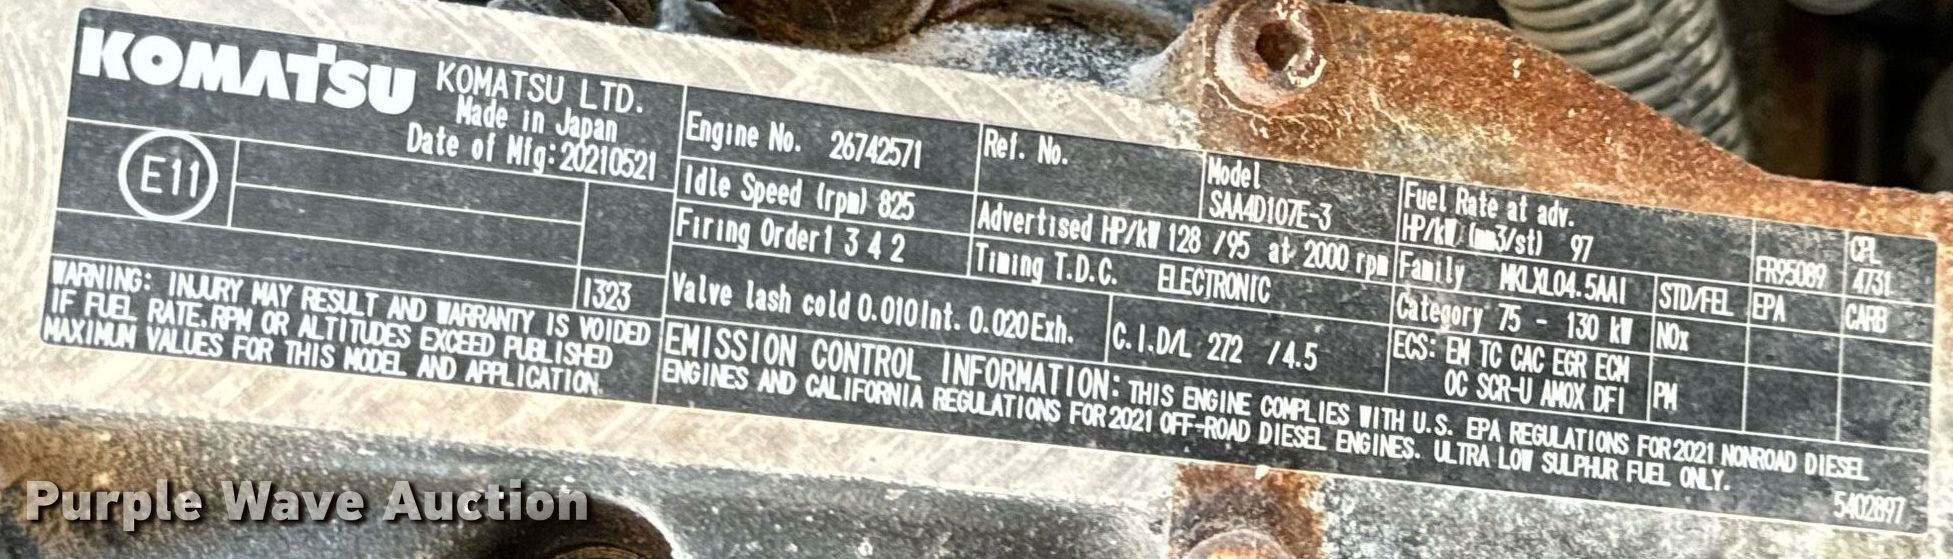 KOMATSU
KOMATSU LTD.
Made in Japan
Date of Mfg: 20210521
E11
1323
WARNING: INJURY MAY RESULT AND WARRANTY IS VOIDED
IF FUEL RATE.RPM OR ALTITUDES EXCEED PUBLISHED
MAXIMUM VALUES FOR THIS MODEL AND APPLICATION.
Engine No. 26742571
Ref. No.
Model
SAA4D107E-3
Fuel Rate at adv.
HP/kW (mm3/st) 97
FR95089
CPL
4731
Idle Speed (rpm) 825
Advertised HP/kW 128 /95 at 2000 rpm
Family MKLXL04.5AAI
STD/FEL
EPA
CARB
Firing Order 1 3 4 2
Timing T.D.C. ELECTRONIC
Category 75 - 130 kW
NOx
Valve lash cold 0.010Int. 0.020Exh.
C.I.D/L 272 /4.5
ECS: EM TC CAC EGR ECM
OC SCR-U AMOX DFI
PM
EMISSION CONTROL INFORMATION: THIS ENGINE COMPLIES WITH U.S. EPA REGULATIONS FOR 2021 NONROAD DIESEL
ENGINES AND CALIFORNIA REGULATIONS FOR 2021 OFF-ROAD DIESEL ENGINES. ULTRA LOW SULPHUR FUEL ONLY.
5402897
Purple Wave Auction